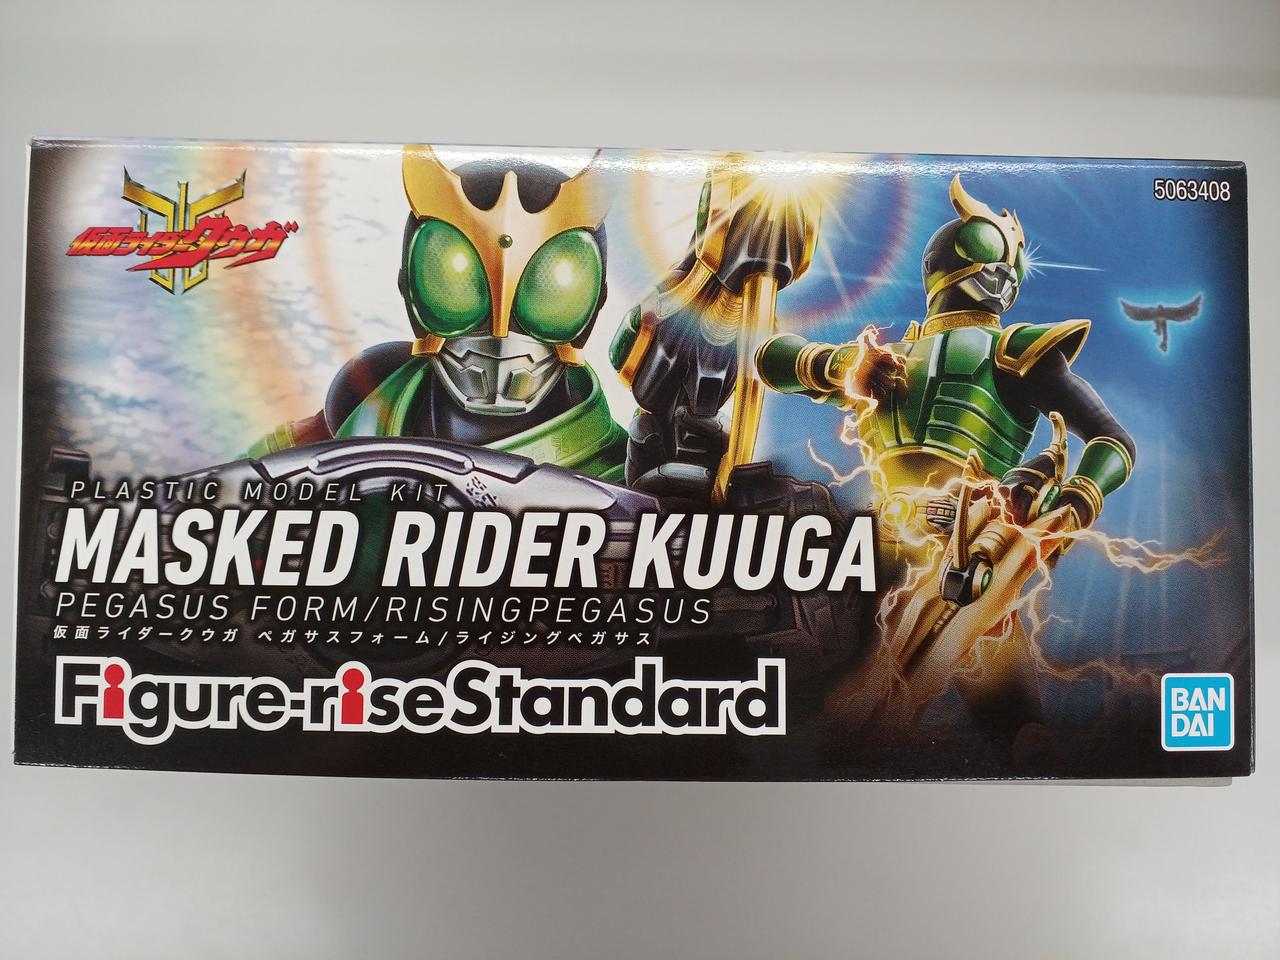 仮面ライダークウガ
5063408
PLASTIC MODEL KIT
MASKED RIDER KUUGA
PEGASUS FORM/RISINGPEGASUS
仮面ライダークウガ ペガサスフォーム/ライジングペガサス
Figure-riseStandard
BAN
DAI